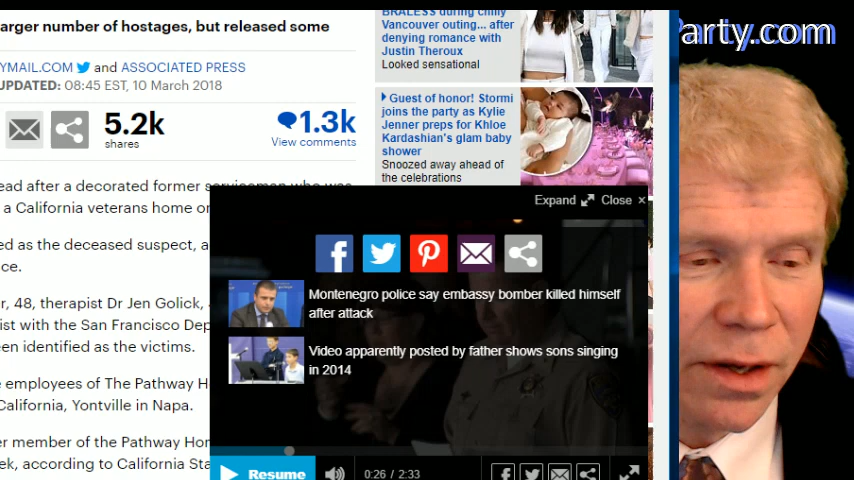 arger number of hostages, but released some
YMAIL.COM and ASSOCIATED PRESS
UPDATED: 08:45 EST, 10 March 2018
5.2k
shares
1.3k
View comments
ead after a decorated former serviceman who was
a California veterans home on
ed as the deceased suspect, a
ce.
r, 48, therapist Dr Jen Golick,
ist with the San Francisco Dep
en identified as the victims.
e employees of The Pathway H
California, Yontville in Napa.
er member of the Pathway Hom
ek, according to California Sta
BRALESS during chilly
Vancouver outing... after
denying romance with
Justin Theroux
Looked sensational
Guest of honor! Stormi
joins the party as Kylie
Jenner preps for Khloe
Kardashian's glam baby
shower
Snoozed away ahead of
the celebrations
Expand Close ×
Montenegro police say embassy bomber killed himself
after attack
Video apparently posted by father shows sons singing
in 2014
Resume 0:26 / 2:33
Party.com